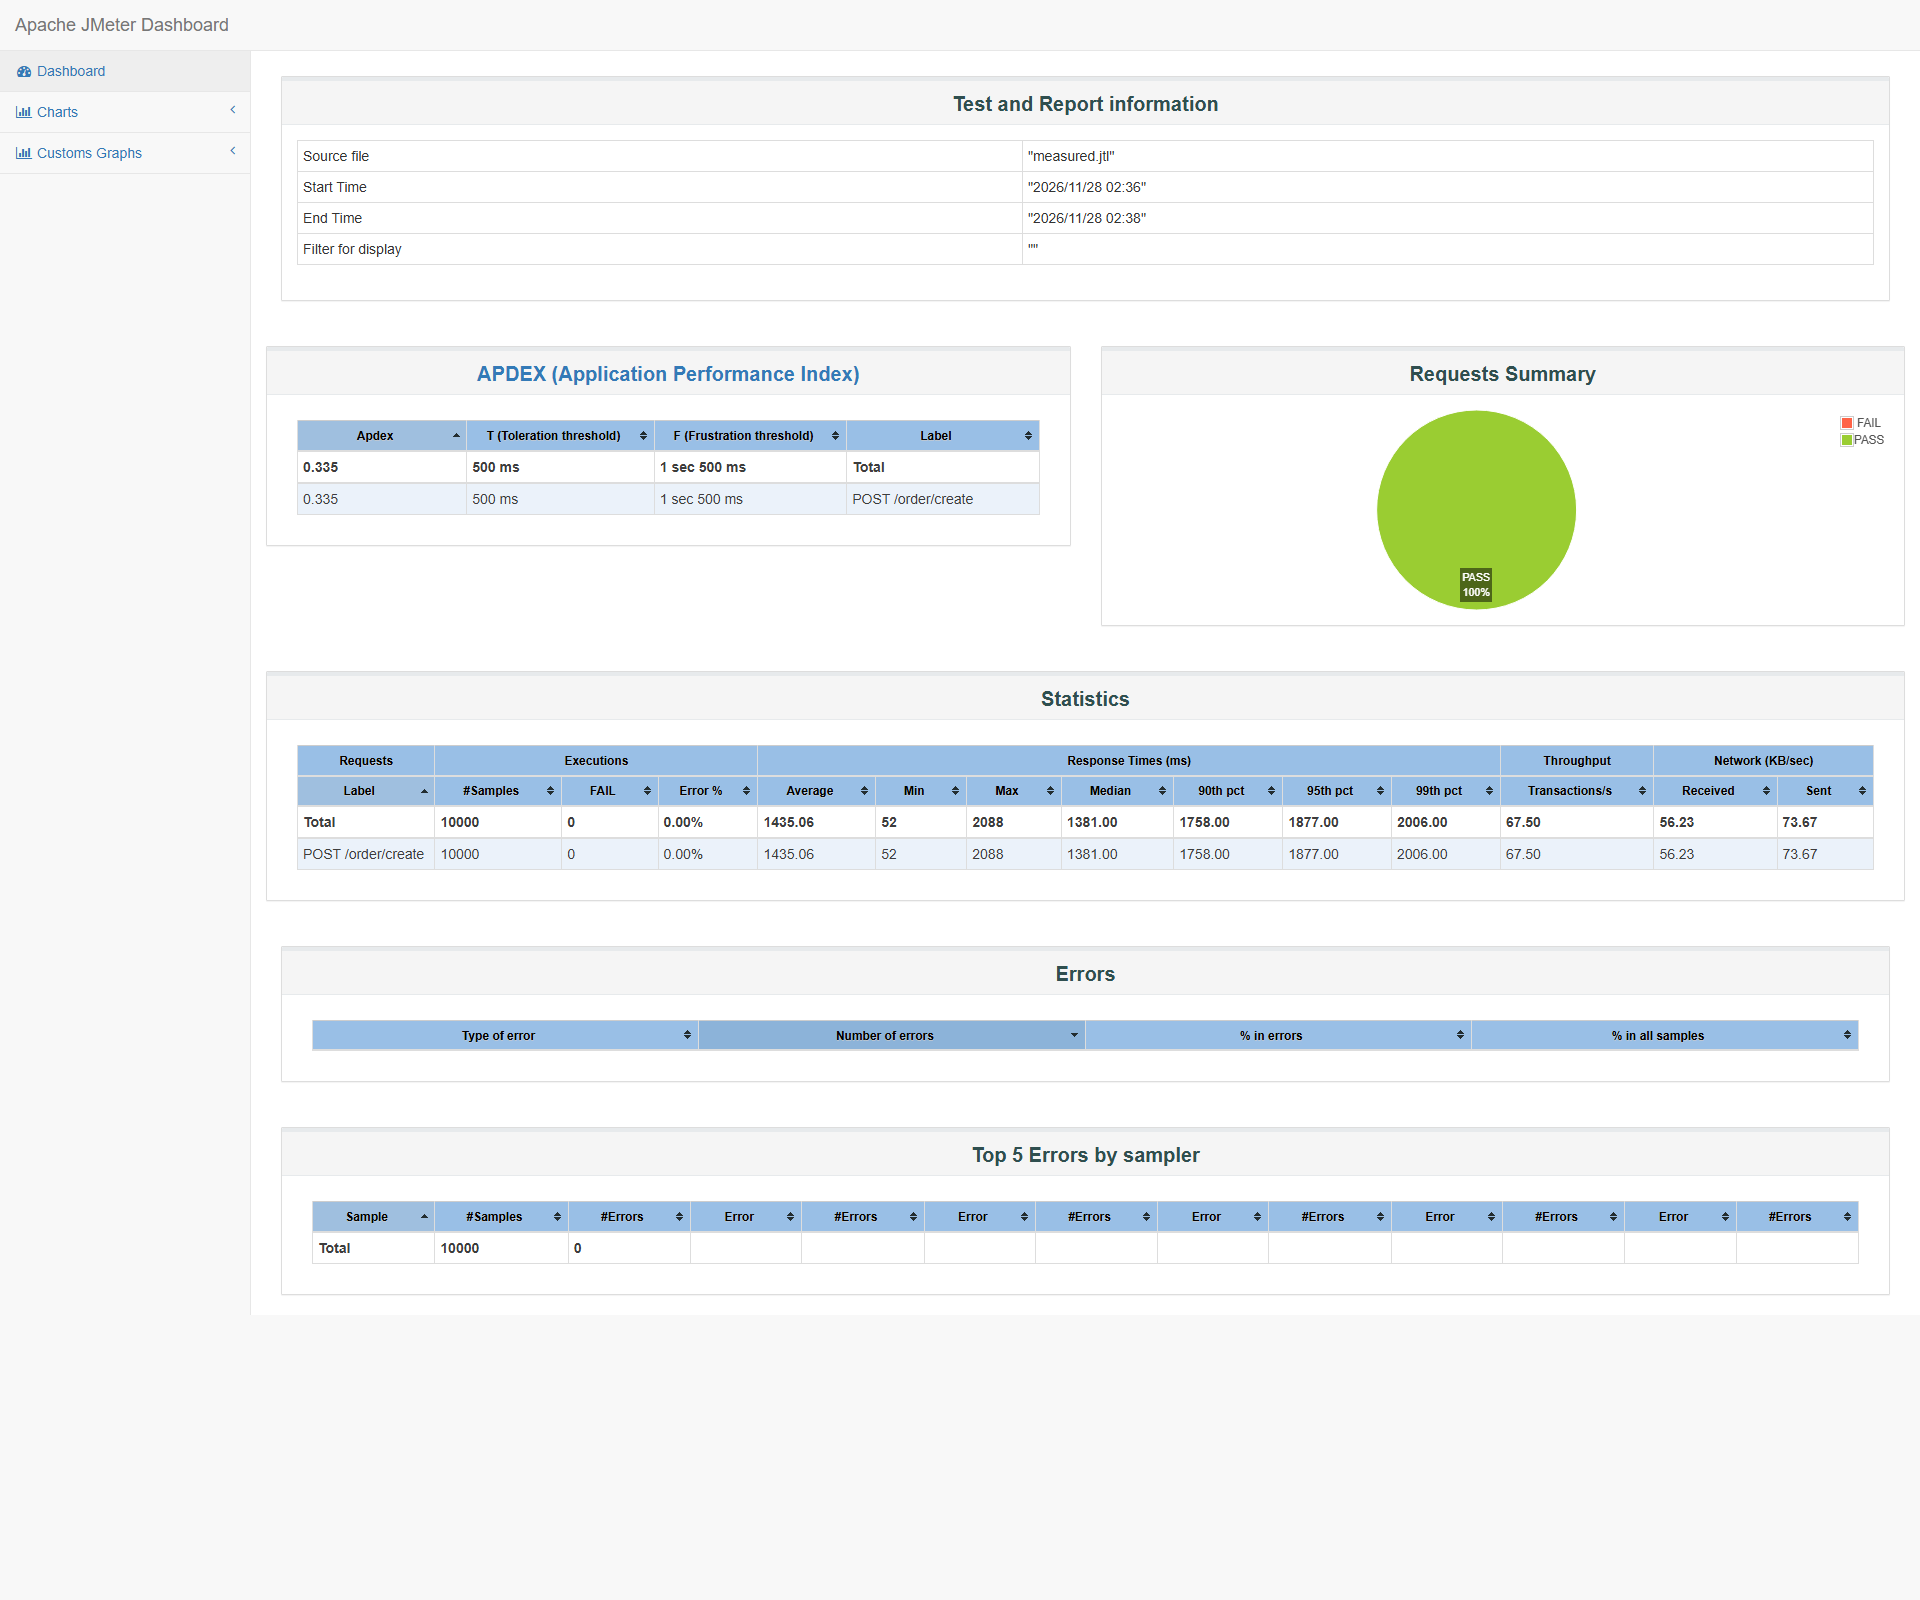 Apache JMeter Dashboard
Dashboard
Charts
Customs Graphs
Test and Report information
Source file "measured.jtl"
Start Time "2026/11/28 02:36"
End Time "2026/11/28 02:38"
Filter for display ""
APDEX (Application Performance Index)
Apdex T (Toleration threshold) F (Frustration threshold) Label
0.335 500 ms 1 sec 500 ms Total
0.335 500 ms 1 sec 500 ms POST /order/create
Requests Summary
FAIL
PASS
PASS
100%
Statistics
Requests Executions Response Times (ms) Throughput Network (KB/sec)
Label #Samples FAIL Error % Average Min Max Median 90th pct 95th pct 99th pct Transactions/s Received Sent
Total 10000 0 0.00% 1435.06 52 2088 1381.00 1758.00 1877.00 2006.00 67.50 56.23 73.67
POST /order/create 10000 0 0.00% 1435.06 52 2088 1381.00 1758.00 1877.00 2006.00 67.50 56.23 73.67
Errors
Type of error Number of errors % in errors % in all samples
Top 5 Errors by sampler
Sample #Samples #Errors Error #Errors Error #Errors Error #Errors Error #Errors Error #Errors
Total 10000 0